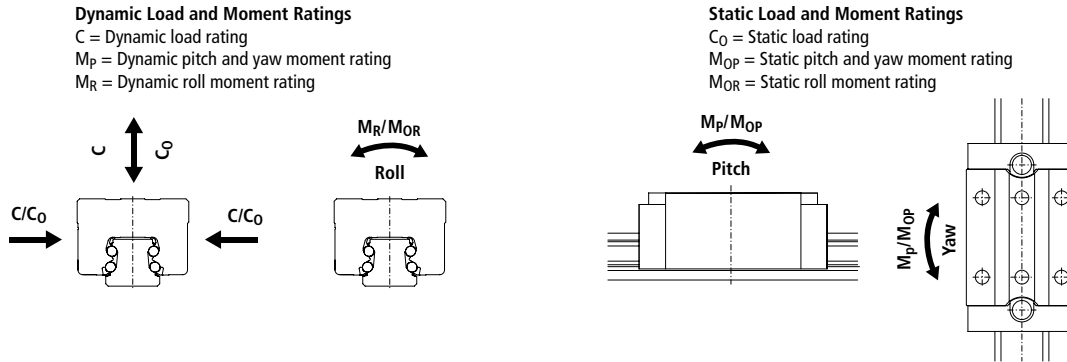 Dynamic Load and Moment Ratings
C = Dynamic load rating
MP = Dynamic pitch and yaw moment rating
MR = Dynamic roll moment rating
Static Load and Moment Ratings
CO = Static load rating
MOP = Static pitch and yaw moment rating
MOR = Static roll moment rating
C
CO
C/CO
C/CO
MR/MOR
Roll
MP/MOP
Pitch
Mp/MOP
Yaw